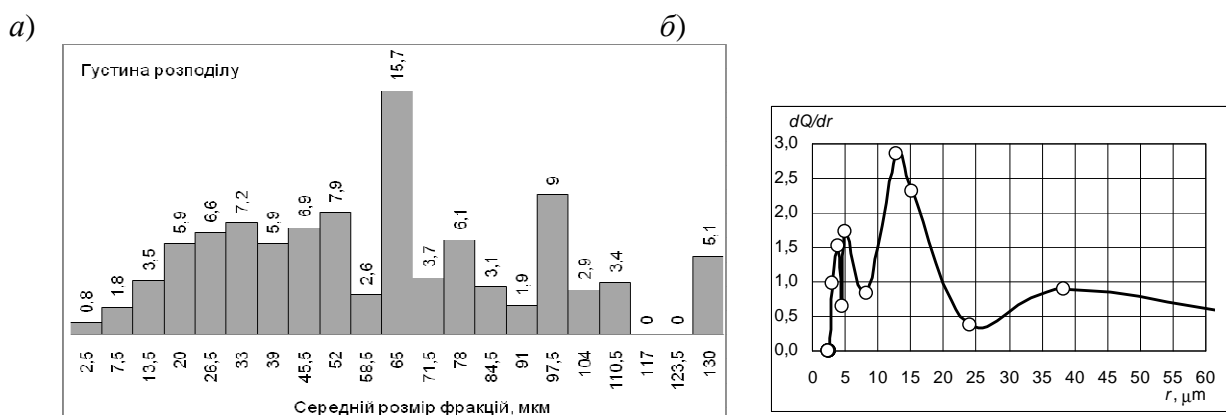 а) б)
Густина розподілу
0.8 1.8 3,5 5,9 6,6 7,2 5,9 6,9 7,9 2,6 15,7 3,7 6,1 3,1 1,9 9 2,9 3.4 0 0 5,1
2,5 7,5 13,5 20 26,5 33 39 45,5 52 58,5 65 71,5 78 84,5 91 97,5 104 110,5 117 123,5 130
Середній розмір фракцій, мкм
dQ/dr
3,0
2,5
2,0
1,5
1,0
0,5
0,0
0 5 10 15 20 25 30 35 40 45 50 55 60
r, μm